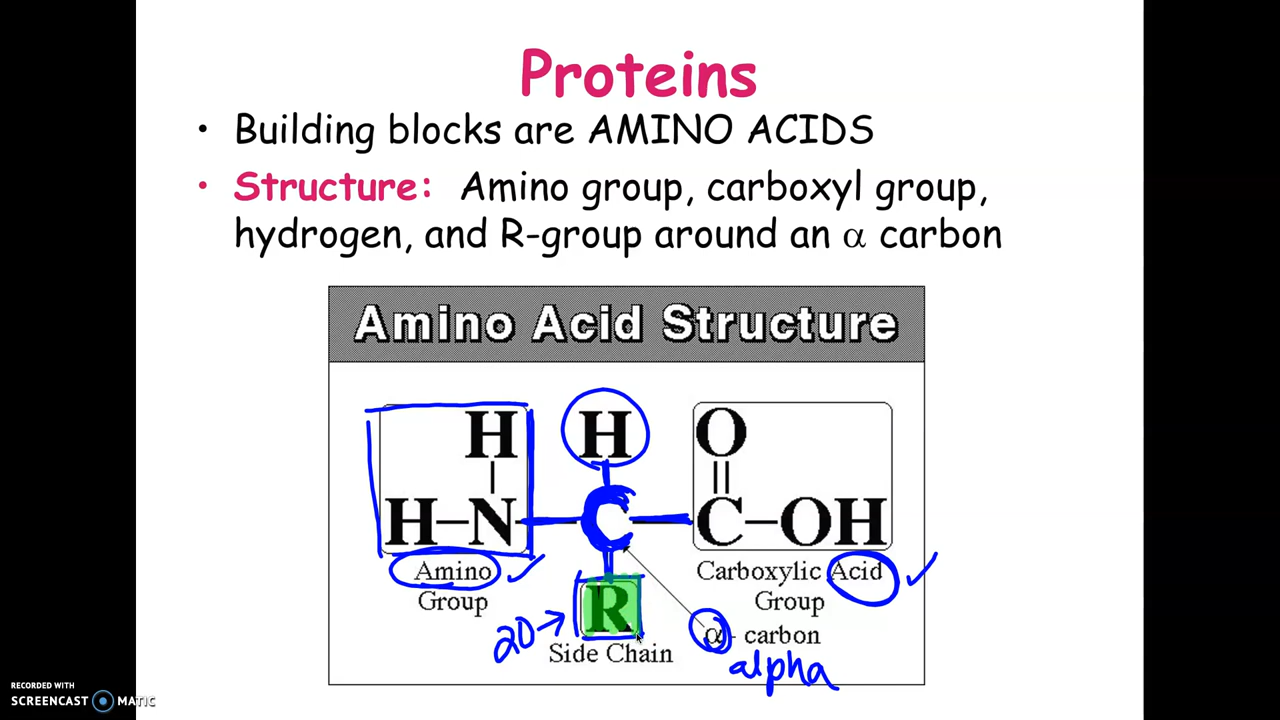 Proteins
• Building blocks are AMINO ACIDS
• Structure: Amino group, carboxyl group,
hydrogen, and R-group around an α carbon
Amino Acid Structure
H H O
H–N C C–OH
Amino Carboxylic Acid
Group Group
R
20→
α- carbon
Side Chain
alpha
RECORDED WITH
SCREENCAST MATIC